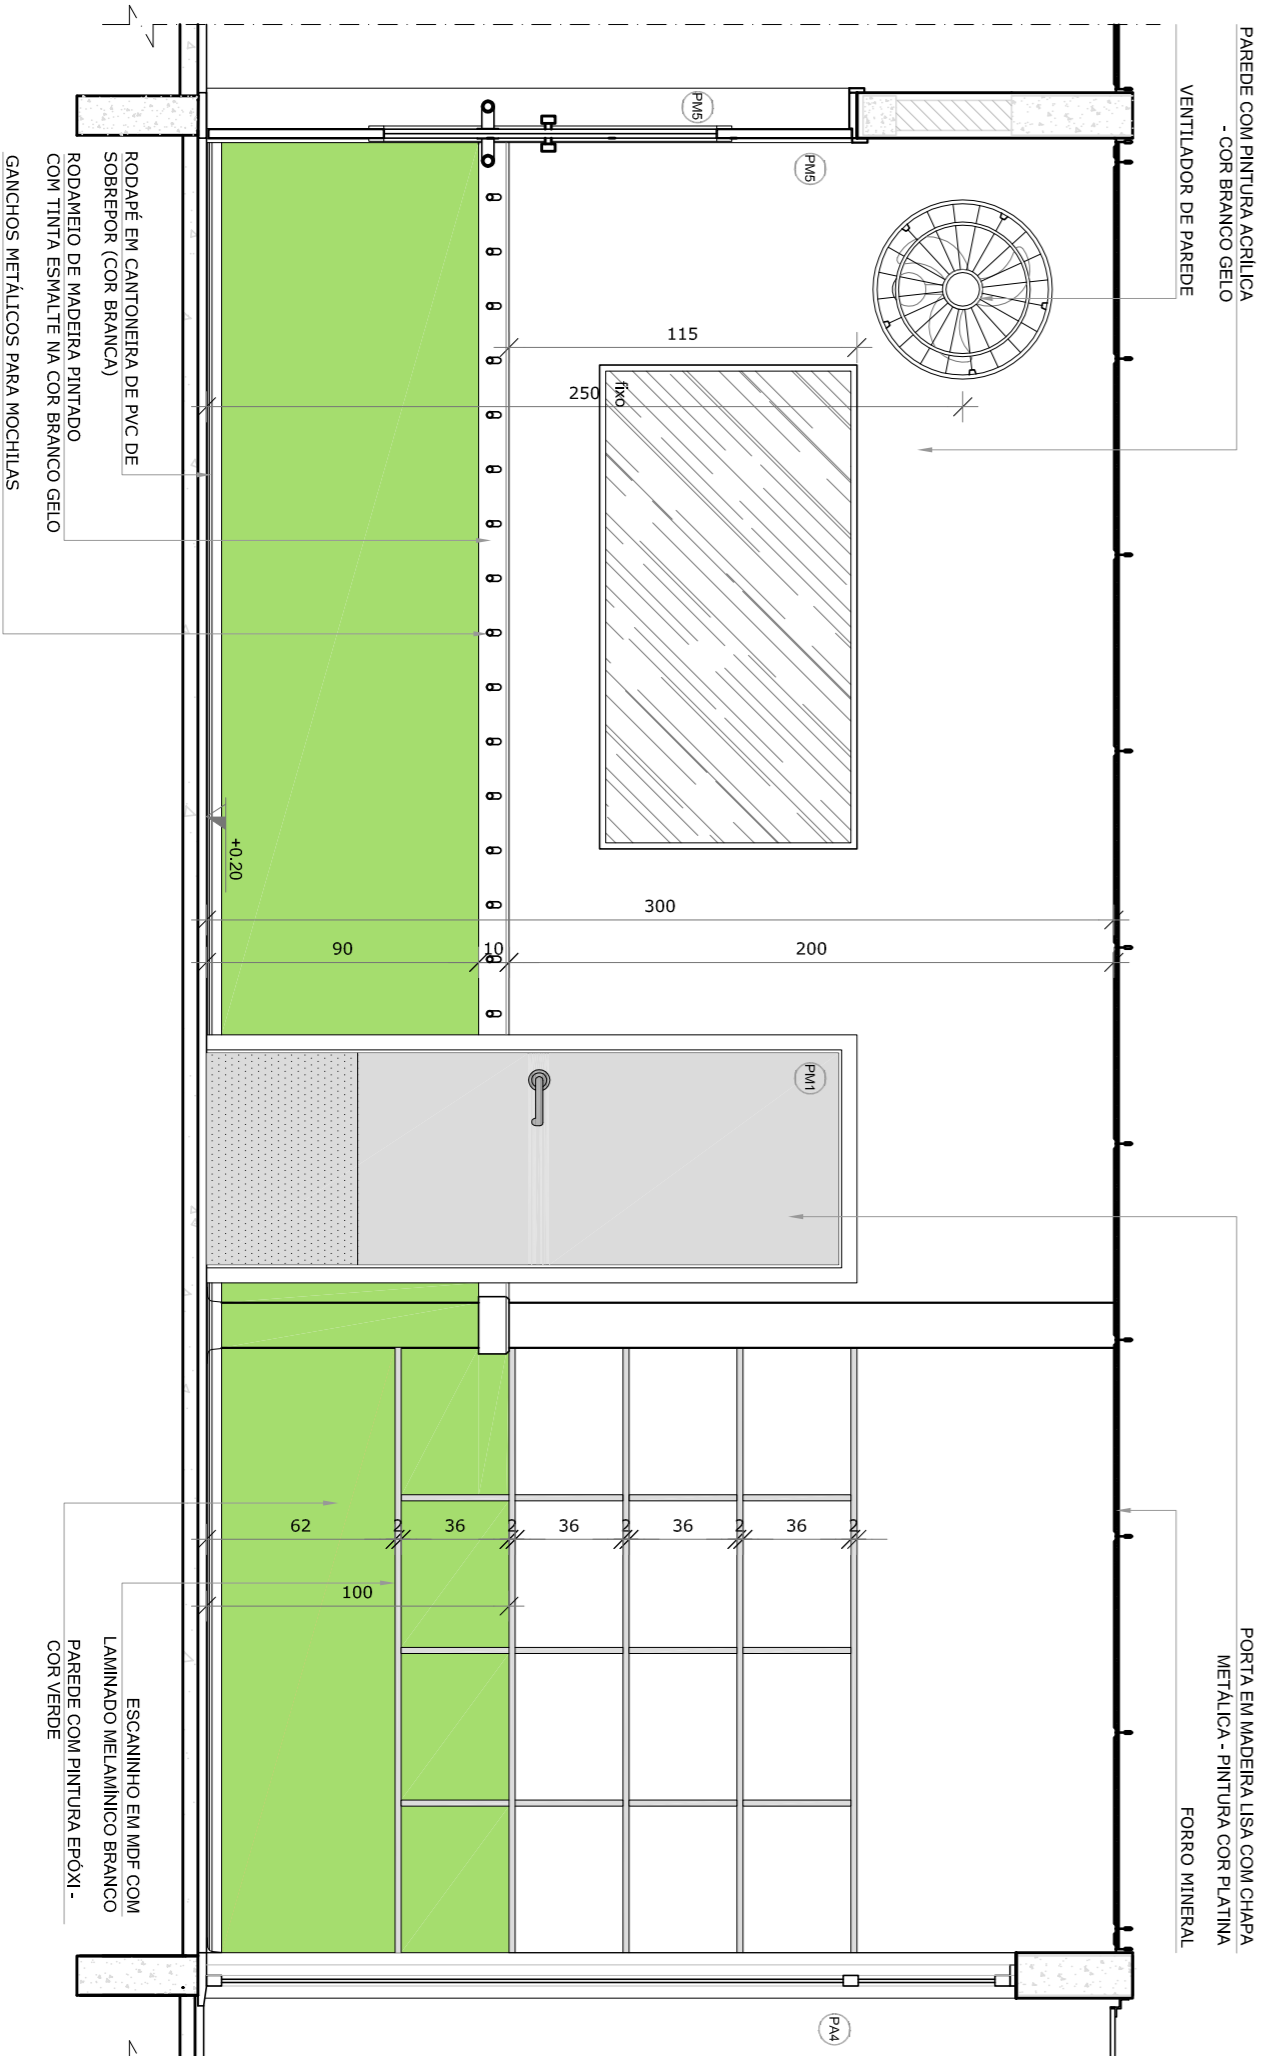 PAREDE COM PINTURA ACRÍLICA
- COR BRANCO GELO
VENTILADOR DE PAREDE
PORTA EM MADEIRA LISA COM CHAPA
METÁLICA - PINTURA COR PLATINA
FORRO MINERAL
PM5
PM5
fixo
115
250
300
90
10
200
+0.20
PM1
62
2
36
2
36
2
36
2
36
2
100
PA4
RODAPÉ EM CANTONEIRA DE PVC DE
SOBREPOR (COR BRANCA)
RODAMEIO DE MADEIRA PINTADO
COM TINTA ESMALTE NA COR BRANCO GELO
GANCHOS METÁLICOS PARA MOCHILAS
ESCANINHO EM MDF COM
LAMINADO MELAMÍNICO BRANCO
PAREDE COM PINTURA EPÓXI -
COR VERDE